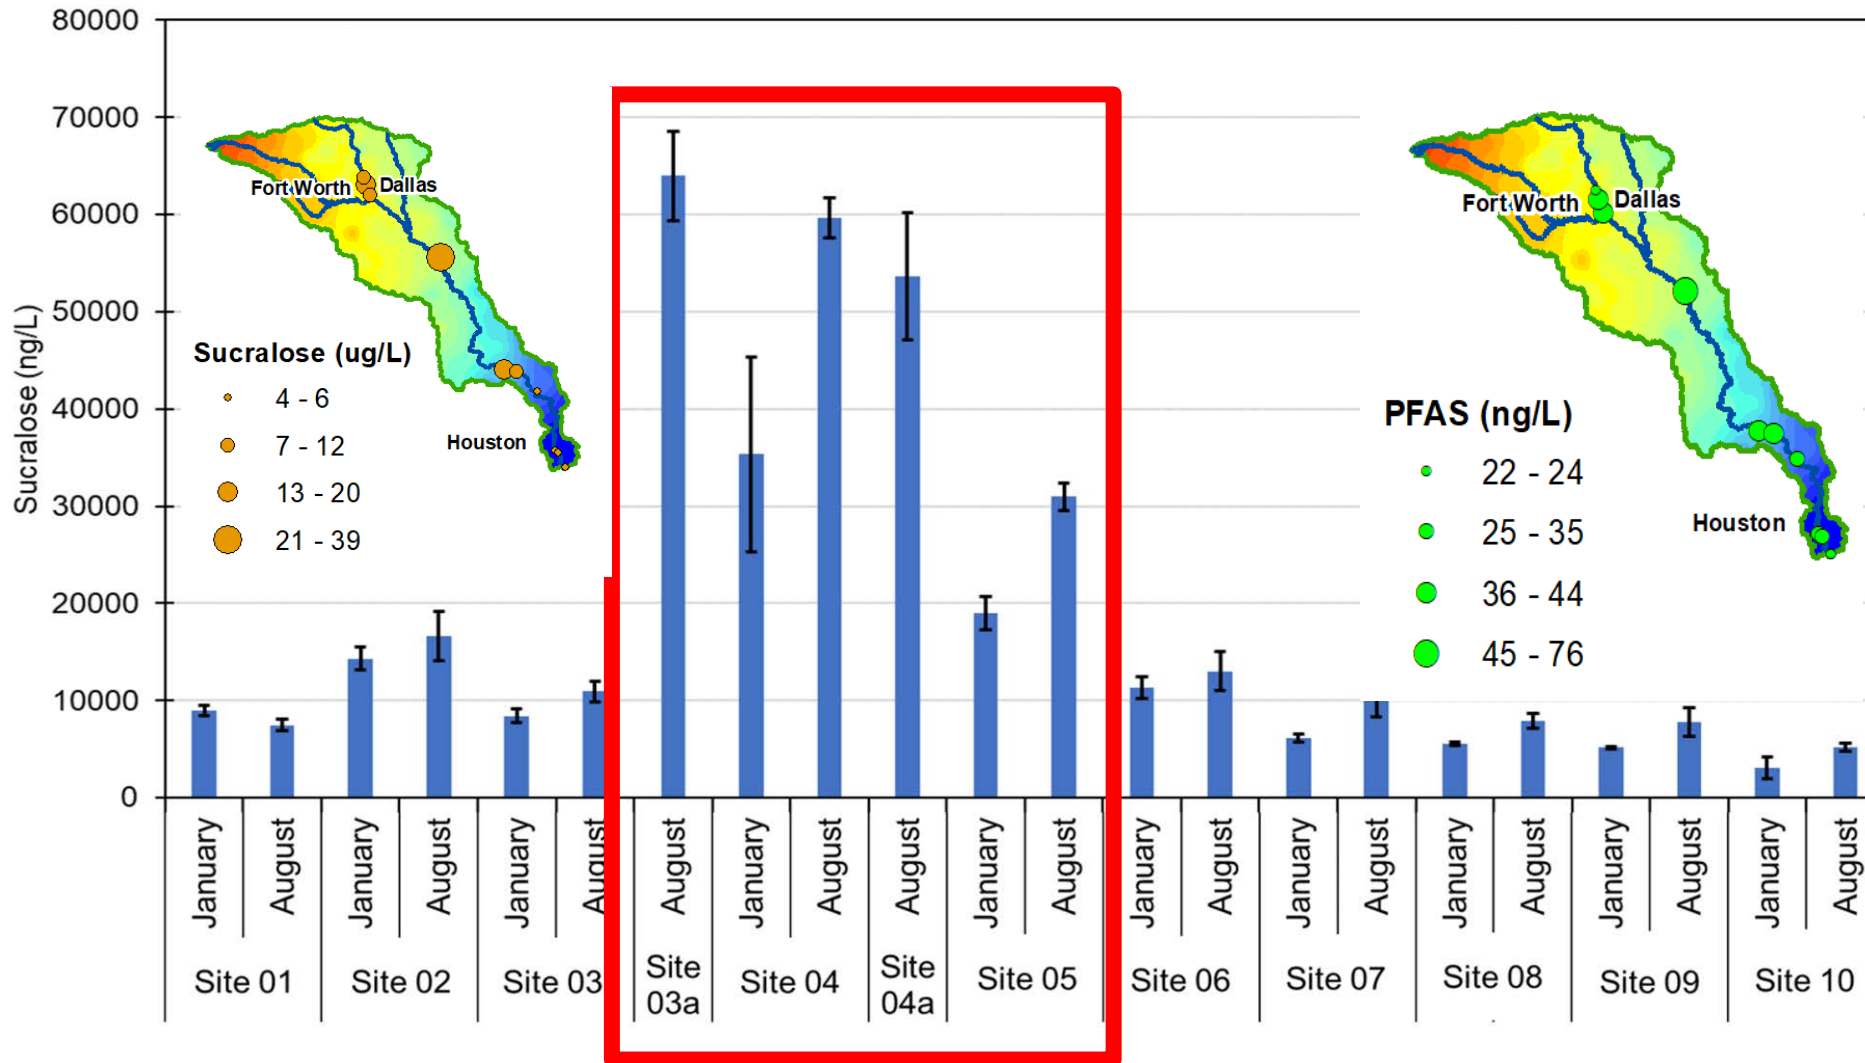 80000
70000
60000
50000
40000
30000
20000
10000
0
Sucralose (ng/L)
Fort Worth
Dallas
Houston
Sucralose (ug/L)
4 - 6
7 - 12
13 - 20
21 - 39
Fort Worth
Dallas
Houston
PFAS (ng/L)
22 - 24
25 - 35
36 - 44
45 - 76
January
August
January
August
January
August
August
January
August
August
January
August
January
August
January
August
January
August
January
August
January
August
Site 01
Site 02
Site 03
Site
03a
Site 04
Site
04a
Site 05
Site 06
Site 07
Site 08
Site 09
Site 10